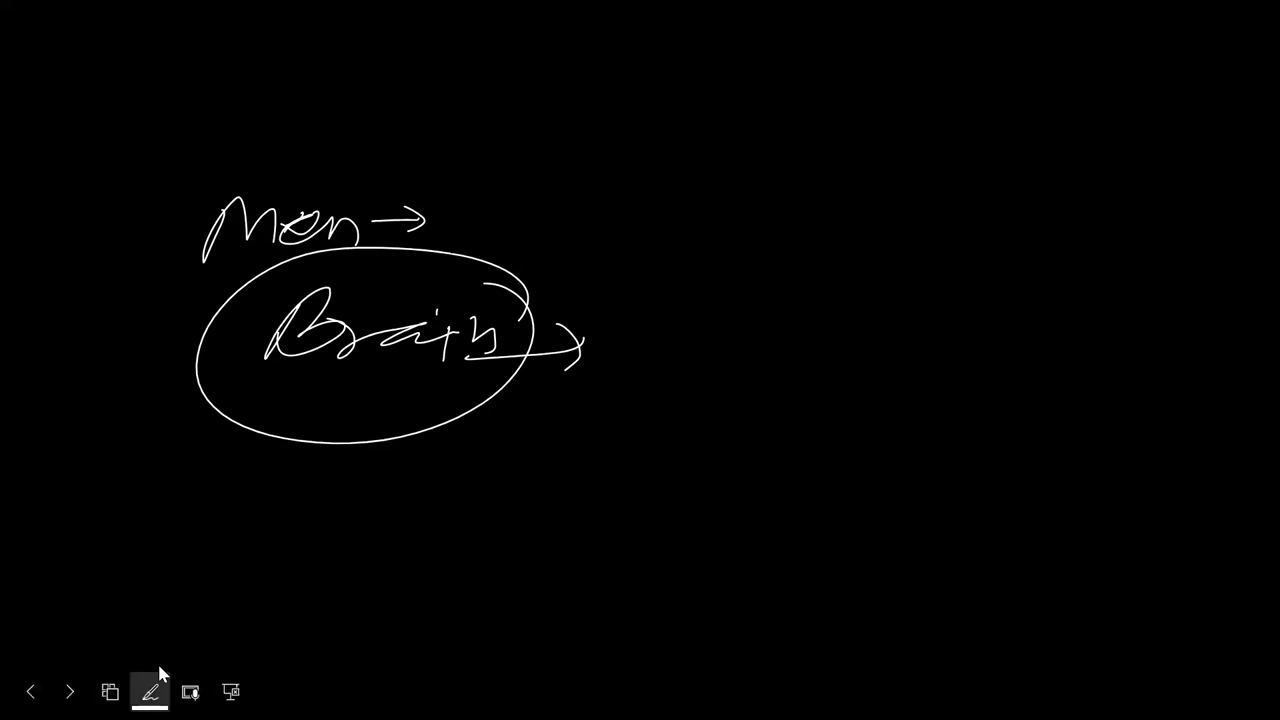 Men →
Brain →